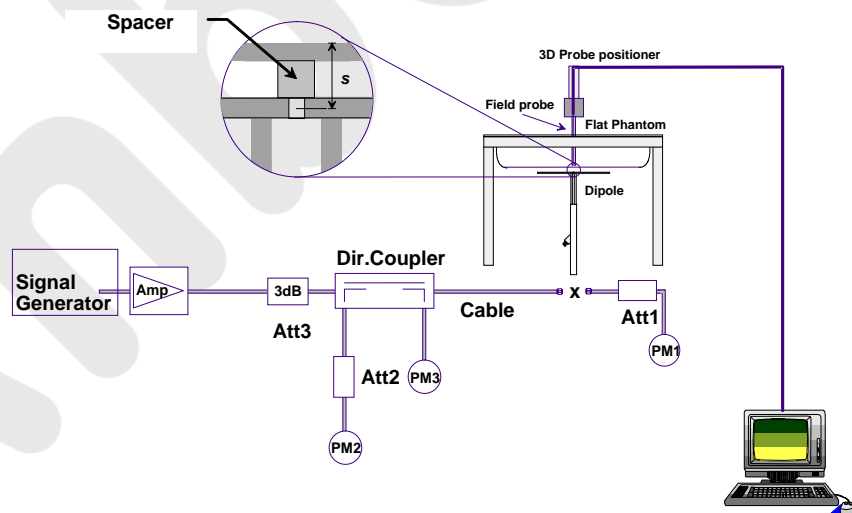 Spacer
s
3D Probe positioner
Field probe
Flat Phantom
Dipole
Dir.Coupler
Signal
Generator
Amp
3dB
Cable
x
Att3
Att1
PM1
Att2
PM3
PM2